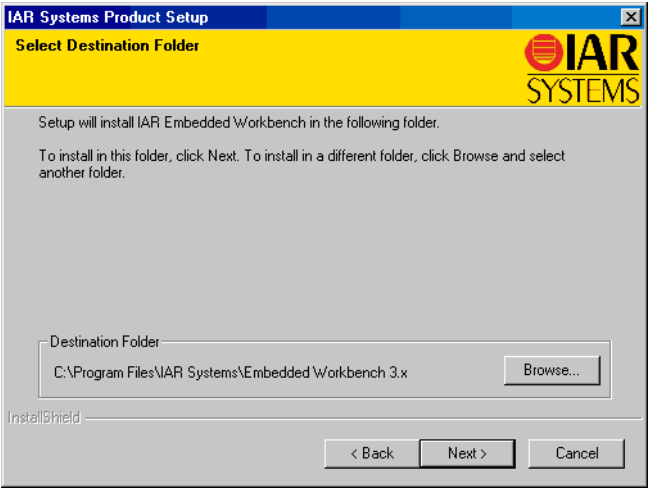 IAR Systems Product Setup
Select Destination Folder
IAR
SYSTEMS
Setup will install IAR Embedded Workbench in the following folder.
To install in this folder, click Next. To install in a different folder, click Browse and select
another folder.
Destination Folder
C:\Program Files\IAR Systems\Embedded Workbench 3.x
Browse...
InstallShield
< Back
Next >
Cancel